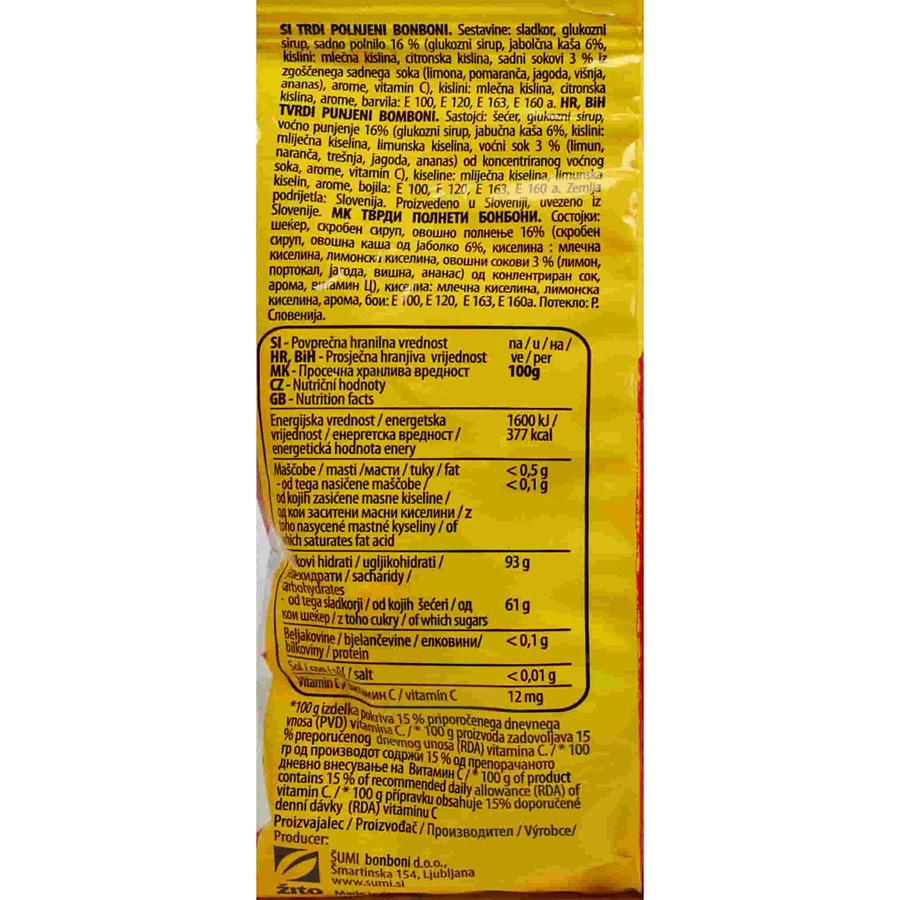 SI TRDI POLNJENI BONBONI. Sestavine: sladkor, glukozni
sirup, sadno polnilo 16 % (glukozni sirup, jabolčna kaša 6%,
kislini: mlečna kislina, citronska kislina, sadni sokovi 3 % iz
zgoščenega sadnega soka (limona, pomaranča, jagoda, višnja,
ananas), arome, vitamin C), kislini: mlečna kislina, citronska
kislina, arome, barvila: E 100, E 120, E 163, E 160 a. HR, BiH
TVRDI PUNJENI BOMBONI. Sastojci: šećer, glukozni sirup,
voćno punjenje 16% (glukozni sirup, jabučna kaša 6%, kislini:
mliječna kiselina, limunska kiselina, voćni sok 3 % (limun,
naranča, trešnja, jagoda, ananas) od koncentriranog voćnog
soka, arome, vitamin C), kiseline: mliječna kiselina, limunska
kiselin, arome, bojila: E 100, E 120, E 163, E 160 a. Zemlja
podrijetla: Slovenija. Proizvedeno u Sloveniji, uvezeno iz
Slovenije. МК ТВРДИ ПОЛНЕТИ БОНБОНИ. Состојки:
шеќер, скробен сируп, овошно полнење 16% (скробен
сируп, овошна каша од јаболко 6%, киселина : млечна
киселина, лимонска киселина, овошни сокови 3 % (лимон,
портокал, јагода, вишна, ананас) од конлентриран сок,
арома, витамин Ц), киселиа: млечна киселина, лимонска
киселина, арома, бои: E 100, E 120, E 163, E 160a. Потекло: Р.
Словенија.
SI - Povprečna hranilna vrednost na / u / на /
HR, BiH - Prosječna hranjiva vrijednost ve / per
МК - Просечна хранлива вредност 100g
CZ - Nutriční hodnoty
GB - Nutrition facts
Energijska vrednost / energetska 1600 kJ /
vrijednost / енергетска вредност / 377 kcal
energetická hodnota enery
Maščobe / masti /масти / tuky / fat < 0,5 g
- od tega nasičene maščobe / < 0,1 g
od kojih zasićene masne kiseline /
од кои заситени масни киселини / z
toho nasycené mastné kyseliny / of
which saturates fat acid
hidrati / ugljikohidrati / 93 g
/ sacharidy /
carbohydrates
- od tega sladkorji / od kojih šećeri / од 61 g
кои шеќер / z toho cukry / of which sugars
Beljakovine / bjelančevine / елковини/ < 0,1 g
bílkoviny / protein
Sol / / salt < 0,01 g
Vitamin C / витамин C / vitamín C 12 mg
*100 g izdelka pokriva 15 % priporočenega dnevnega
vnosa (PVD) vitamina C. / * 100 g proizvoda zadovoljava 15
% preporučenog dnevnog unosa (RDA) vitamina C. / * 100
гр од производот содржи 15 % од препорачаното
дневно внесување на Витамин C / * 100 g of product
contains 15 % of recommended daily allowance (RDA) of
vitamin C. / * 100 g přípravku obsahuje 15% doporučené
denní dávky (RDA) vitaminu C
Proizvajalec / Proizvođač / Производител / Výrobce/
Producer:
ŠUMI bonboni d.o.o.,
Šmartinska 154, Ljubljana
www.sumi.si
žito